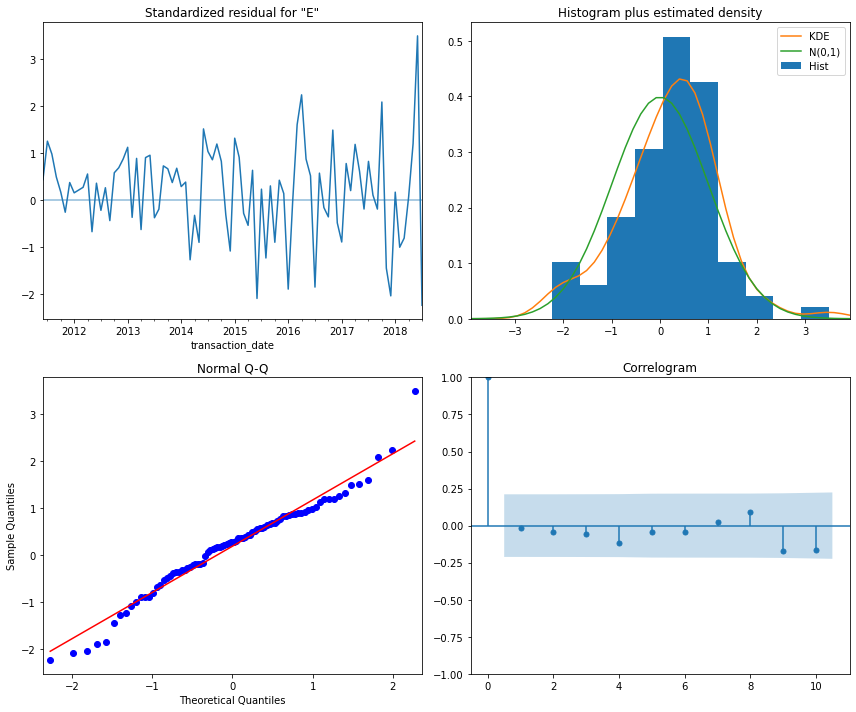 Standardized residual for "E"
3
2
1
0
−1
−2
2012 2013 2014 2015 2016 2017 2018
transaction_date
Histogram plus estimated density
KDE
N(0,1)
Hist
0.5
0.4
0.3
0.2
0.1
0.0
−3 −2 −1 0 1 2 3
Normal Q-Q
Sample Quantiles
3
2
1
0
−1
−2
−2 −1 0 1 2
Theoretical Quantiles
Correlogram
1.00
0.75
0.50
0.25
0.00
−0.25
−0.50
−0.75
−1.00
0 2 4 6 8 10